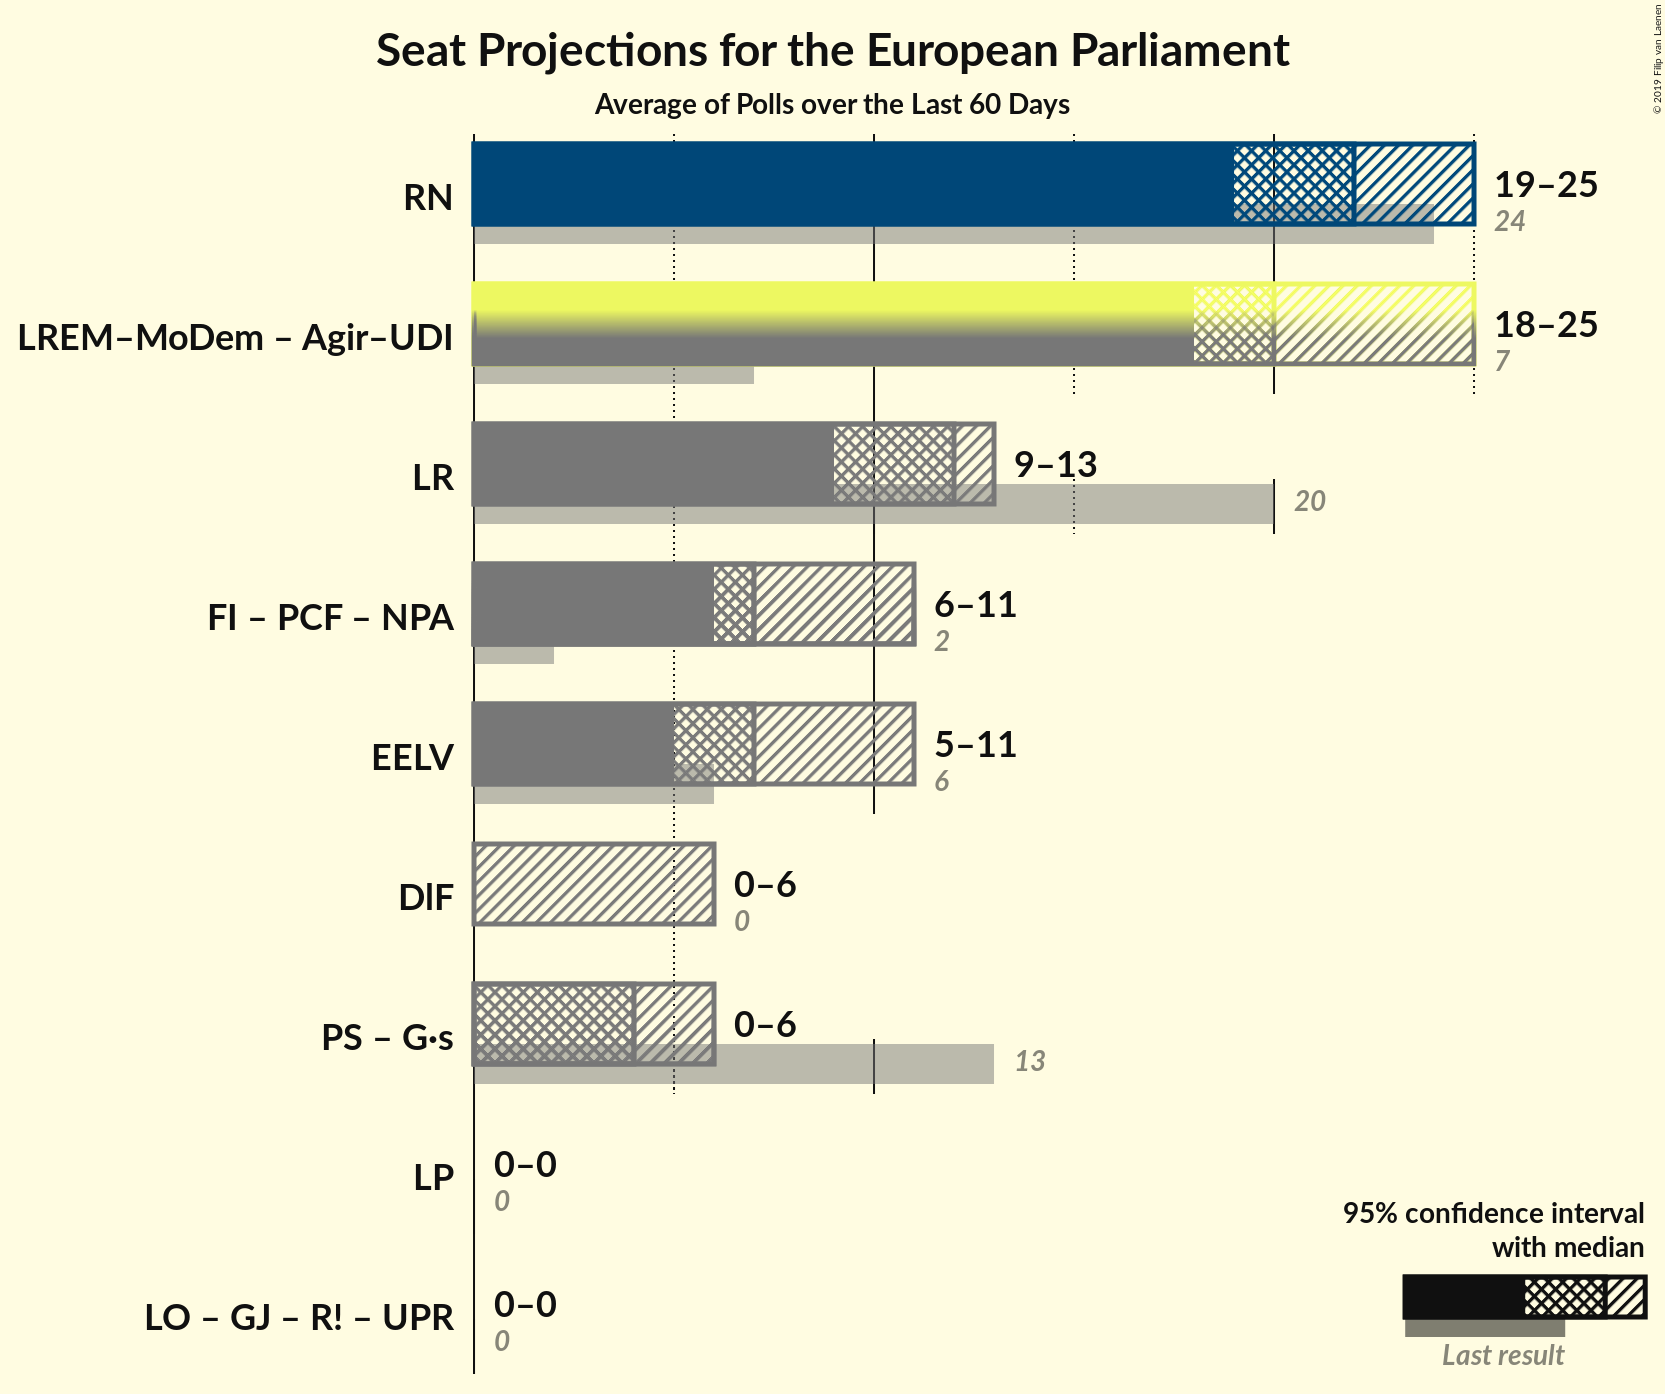 Seat Projections for the European Parliament
Average of Polls over the Last 60 Days
© 2019 Filip van Laenen
RN
19–25
24
LREM–MoDem – Agir–UDI
18–25
7
LR
9–13
20
FI – PCF – NPA
6–11
2
EELV
5–11
6
DlF
0–6
0
PS – G·s
0–6
13
LP
0–0
0
LO – GJ – R! – UPR
0–0
0
95% confidence interval
with median
Last result